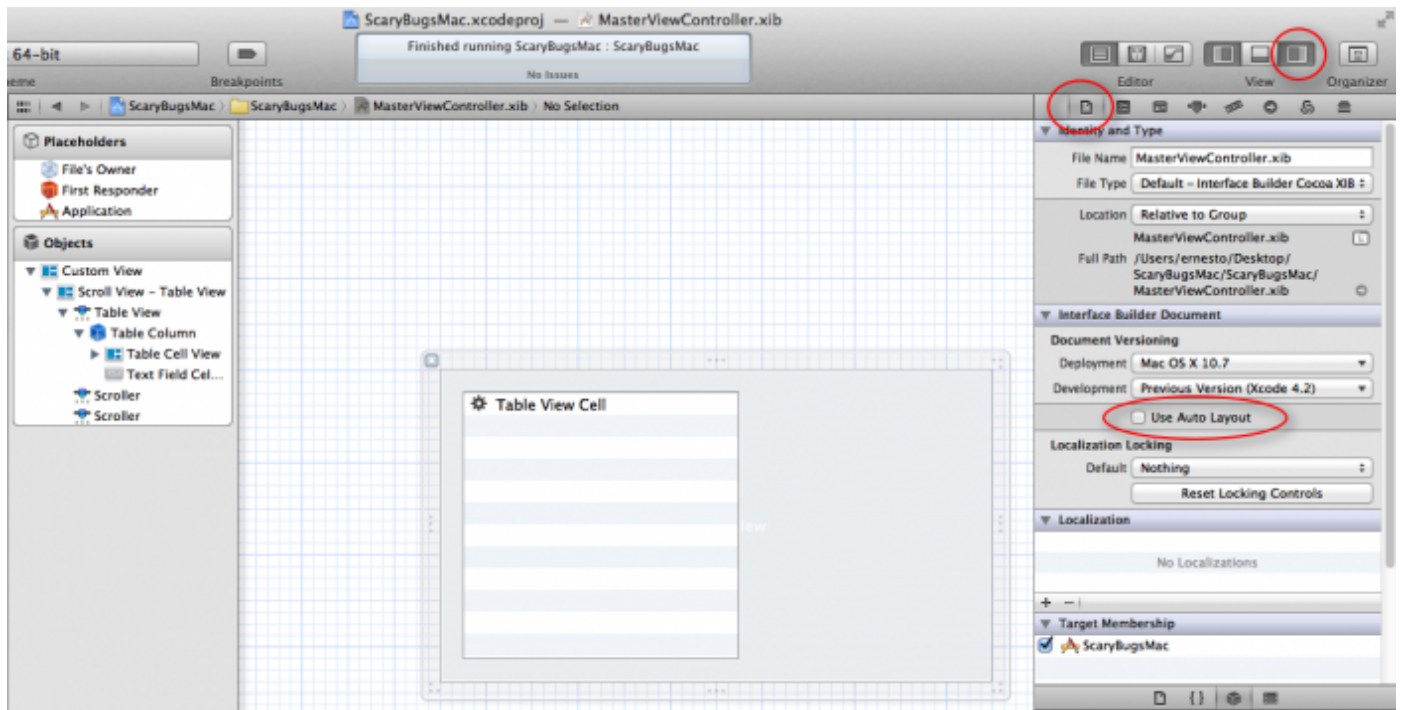 ScaryBugsMac.xcodeproj — MasterViewController.xib
64-bit
Finished running ScaryBugsMac : ScaryBugsMac
No Issues
eme
Breakpoints
Editor
View
Organizer
ScaryBugsMac
ScaryBugsMac
MasterViewController.xib
No Selection
Placeholders
File's Owner
First Responder
Application
Objects
Custom View
Scroll View - Table View
Table View
Table Column
Table Cell View
Text Field Cel...
Scroller
Scroller
Table View Cell
Identity and Type
File Name MasterViewController.xib
File Type Default - Interface Builder Cocoa XIB
Location Relative to Group
MasterViewController.xib
Full Path /Users/ernesto/Desktop/
ScaryBugsMac/ScaryBugsMac/
MasterViewController.xib
Interface Builder Document
Document Versioning
Deployment Mac OS X 10.7
Development Previous Version (Xcode 4.2)
Use Auto Layout
Localization Locking
Default Nothing
Reset Locking Controls
Localization
No Localizations
Target Membership
ScaryBugsMac